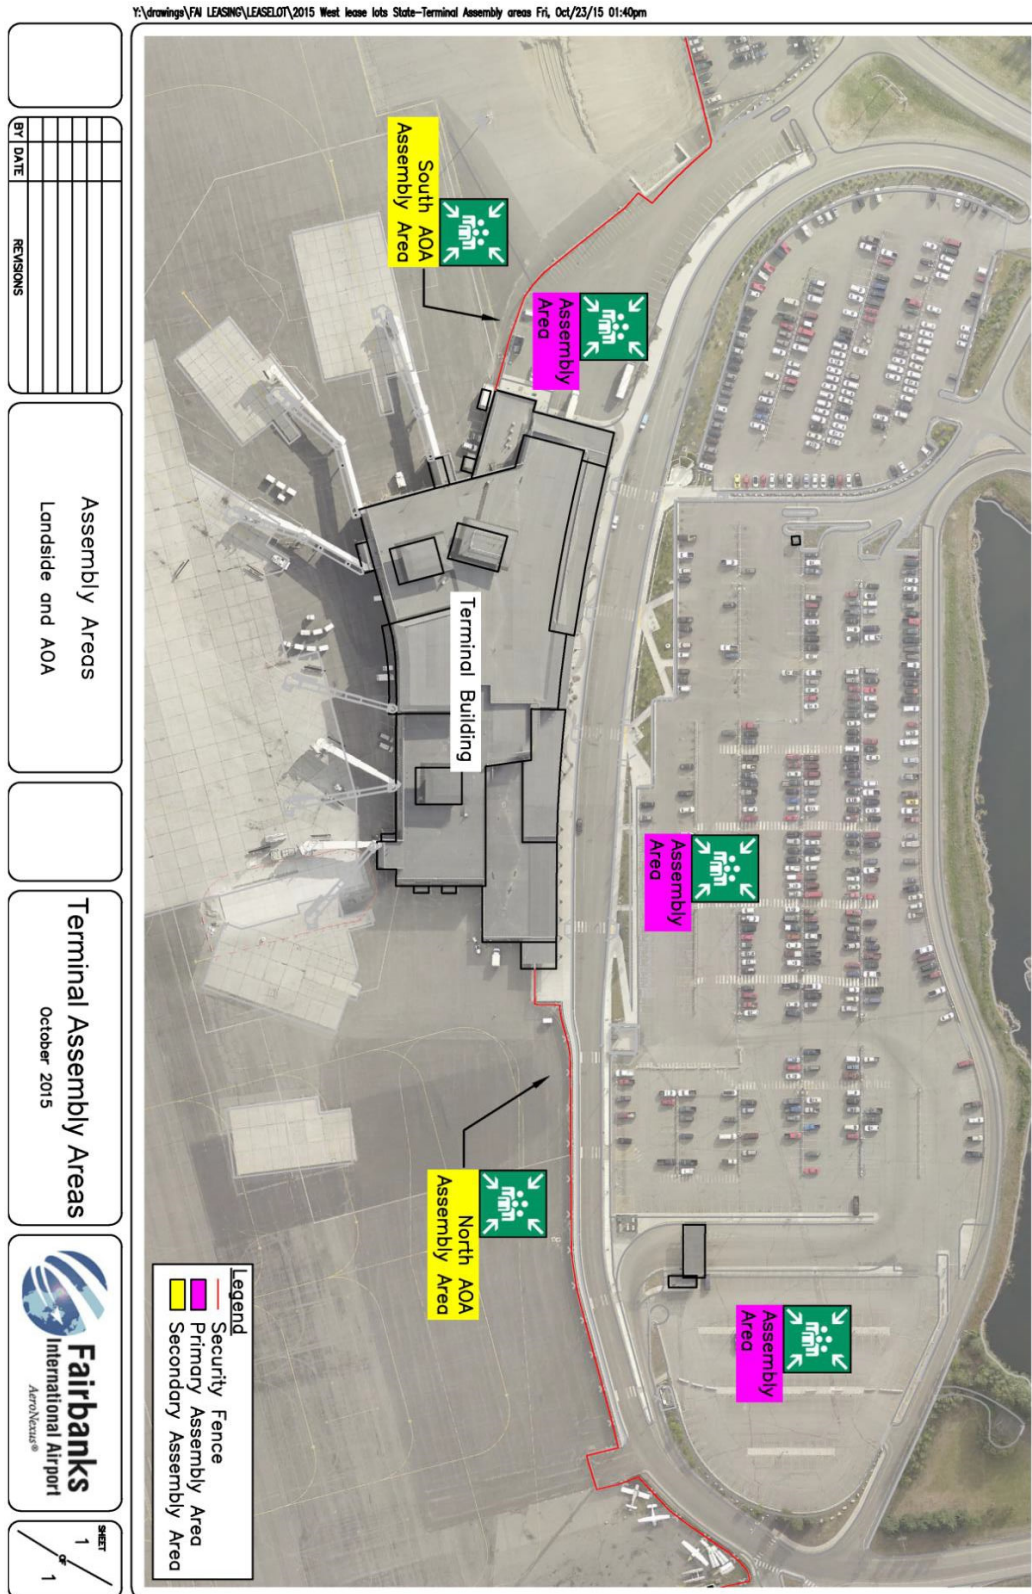 Y:\drawings\FAI LEASING\LEASELOT\2015 West lease lots State-Terminal Assembly areas Fri, Oct/23/15 01:40pm
South AOA
Assembly Area
Assembly
Area
Terminal Building
Assembly
Area
North AOA
Assembly Area
Assembly
Area
Legend
Security Fence
Primary Assembly Area
Secondary Assembly Area
BY DATE REVISIONS
Assembly Areas
Landside and AOA
Terminal Assembly Areas
October 2015
Fairbanks
International Airport
AeroNexus®
SHEET
1 OF 1